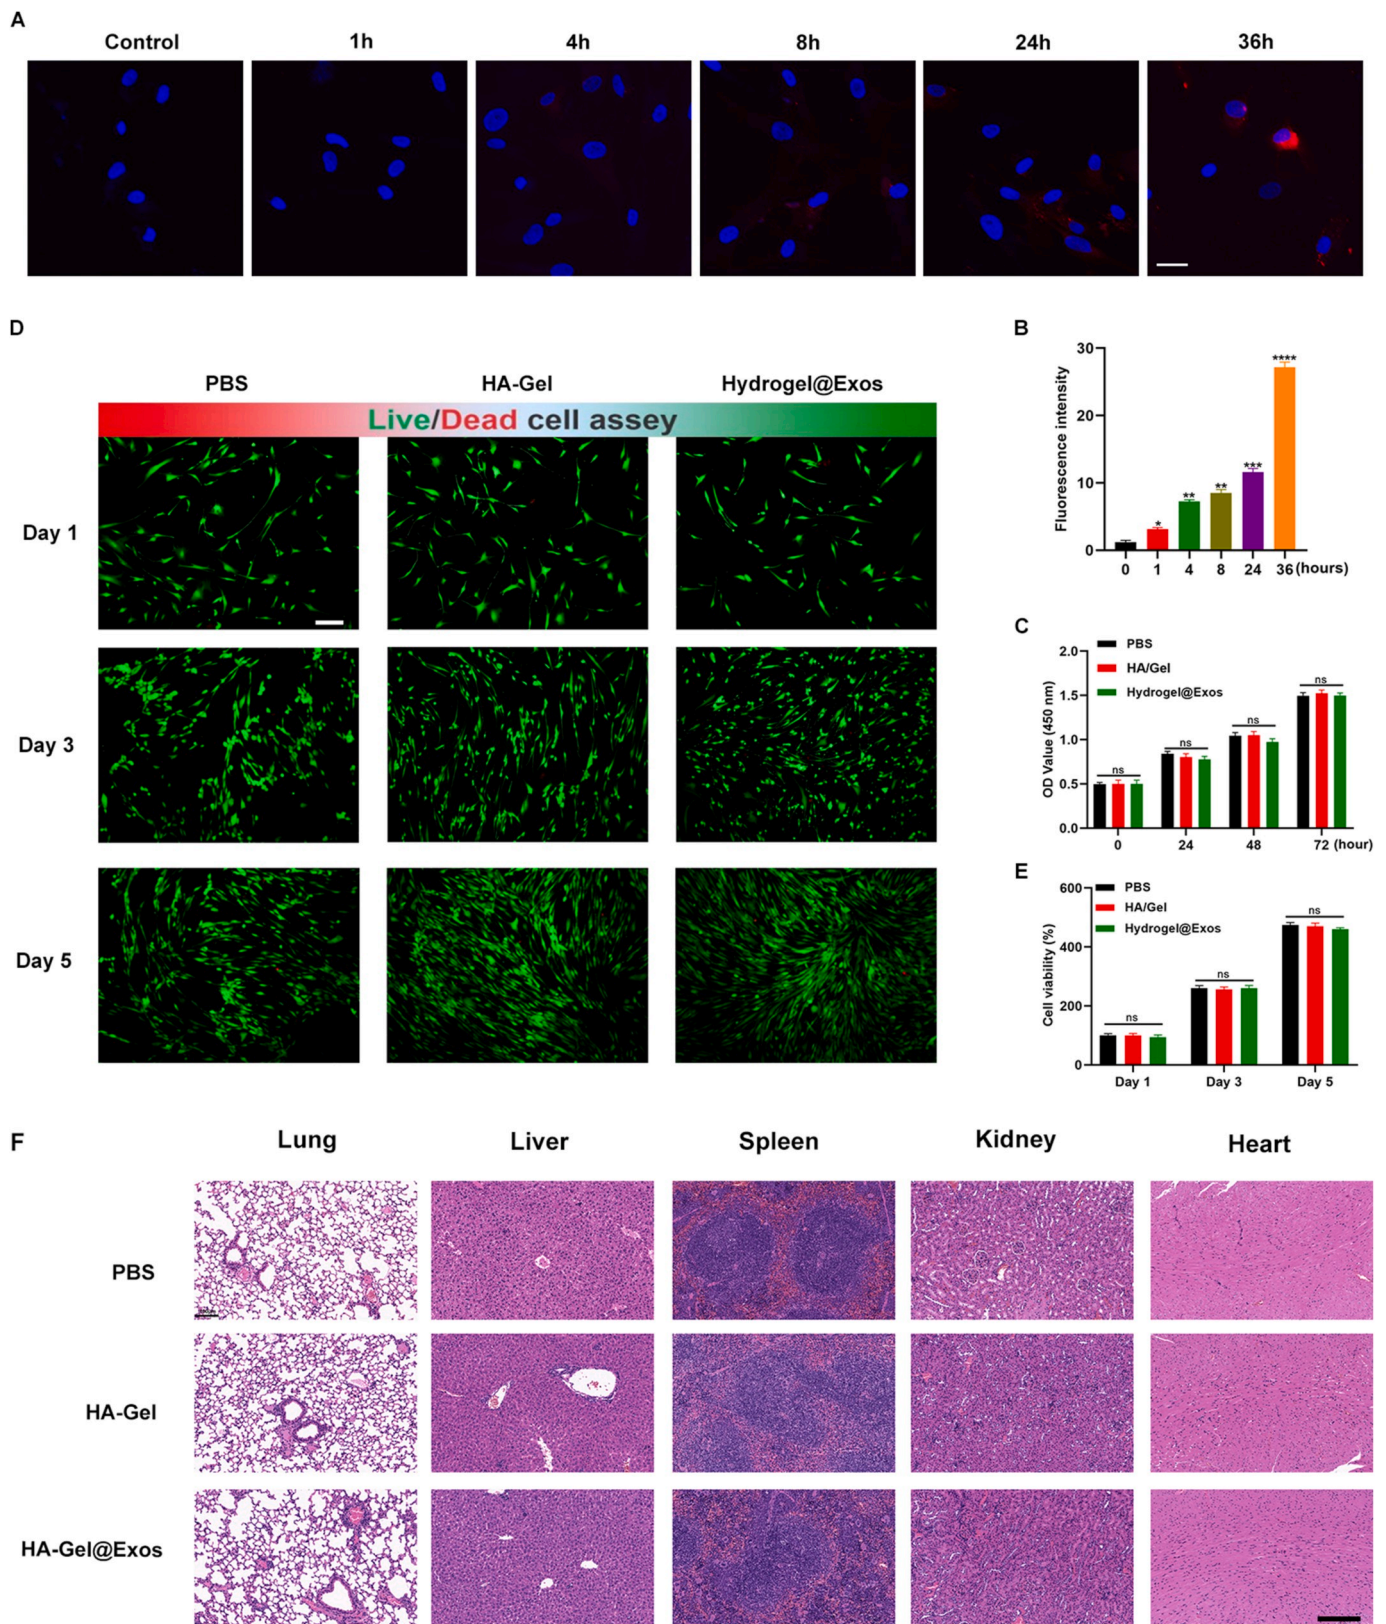 A
Control 1h 4h 8h 24h 36h
D
PBS HA-Gel Hydrogel@Exos
Live/Dead cell assey
Day 1
Day 3
Day 5
B
Fluorescence intensity
30
20
10
0
* ** ** *** ****
0 1 4 8 24 36 (hours)
C
PBS
HA/Gel
Hydrogel@Exos
OD Value (450 nm)
2.0
1.5
1.0
0.5
0.0
ns ns ns ns
0 24 48 72 (hour)
E
PBS
HA/Gel
Hydrogel@Exos
Cell viability (%)
600
400
200
0
ns ns ns
Day 1 Day 3 Day 5
F
Lung Liver Spleen Kidney Heart
PBS
HA-Gel
HA-Gel@Exos